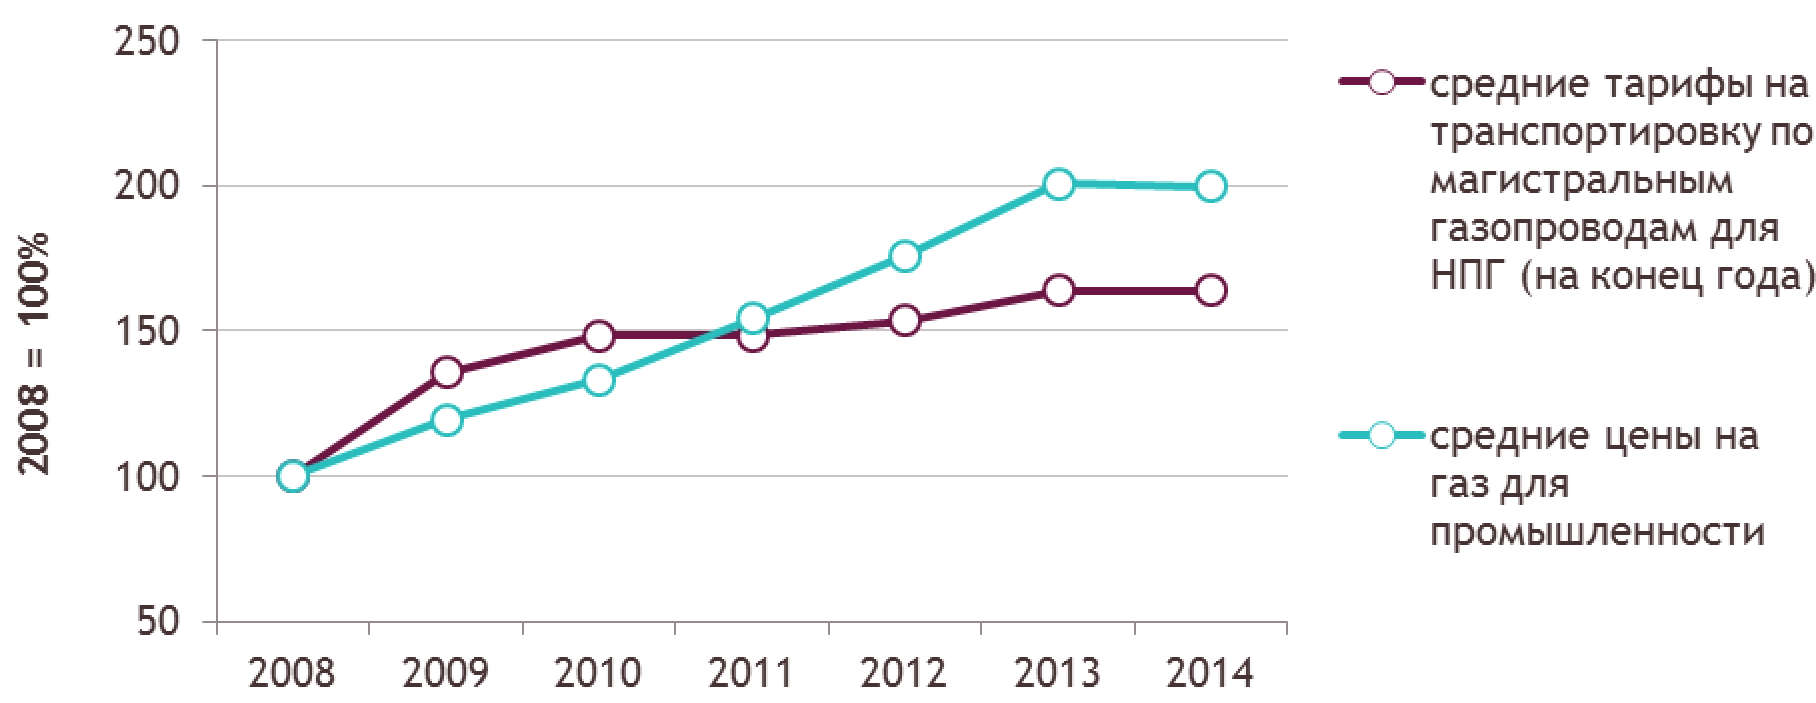 250
200
150
100
50
2008 = 100%
2008 2009 2010 2011 2012 2013 2014
средние тарифы на
транспортировку по
магистральным
газопроводам для
НПГ (на конец года)
средние цены на
газ для
промышленности